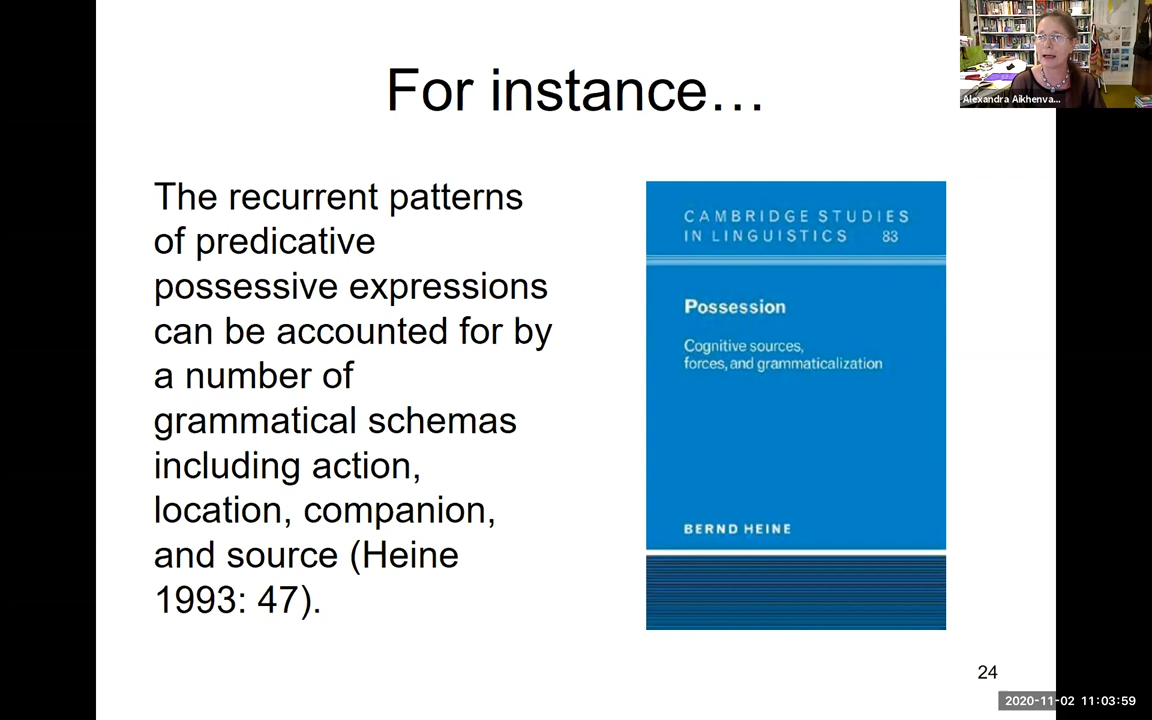 For instance…
Alexandra Aikhenva...
The recurrent patterns
of predicative
possessive expressions
can be accounted for by
a number of
grammatical schemas
including action,
location, companion,
and source (Heine
1993: 47).
CAMBRIDGE STUDIES
IN LINGUISTICS 83
Possession
Cognitive sources,
forces, and grammaticalization
BERND HEINE
24
2020-11-02 11:03:59